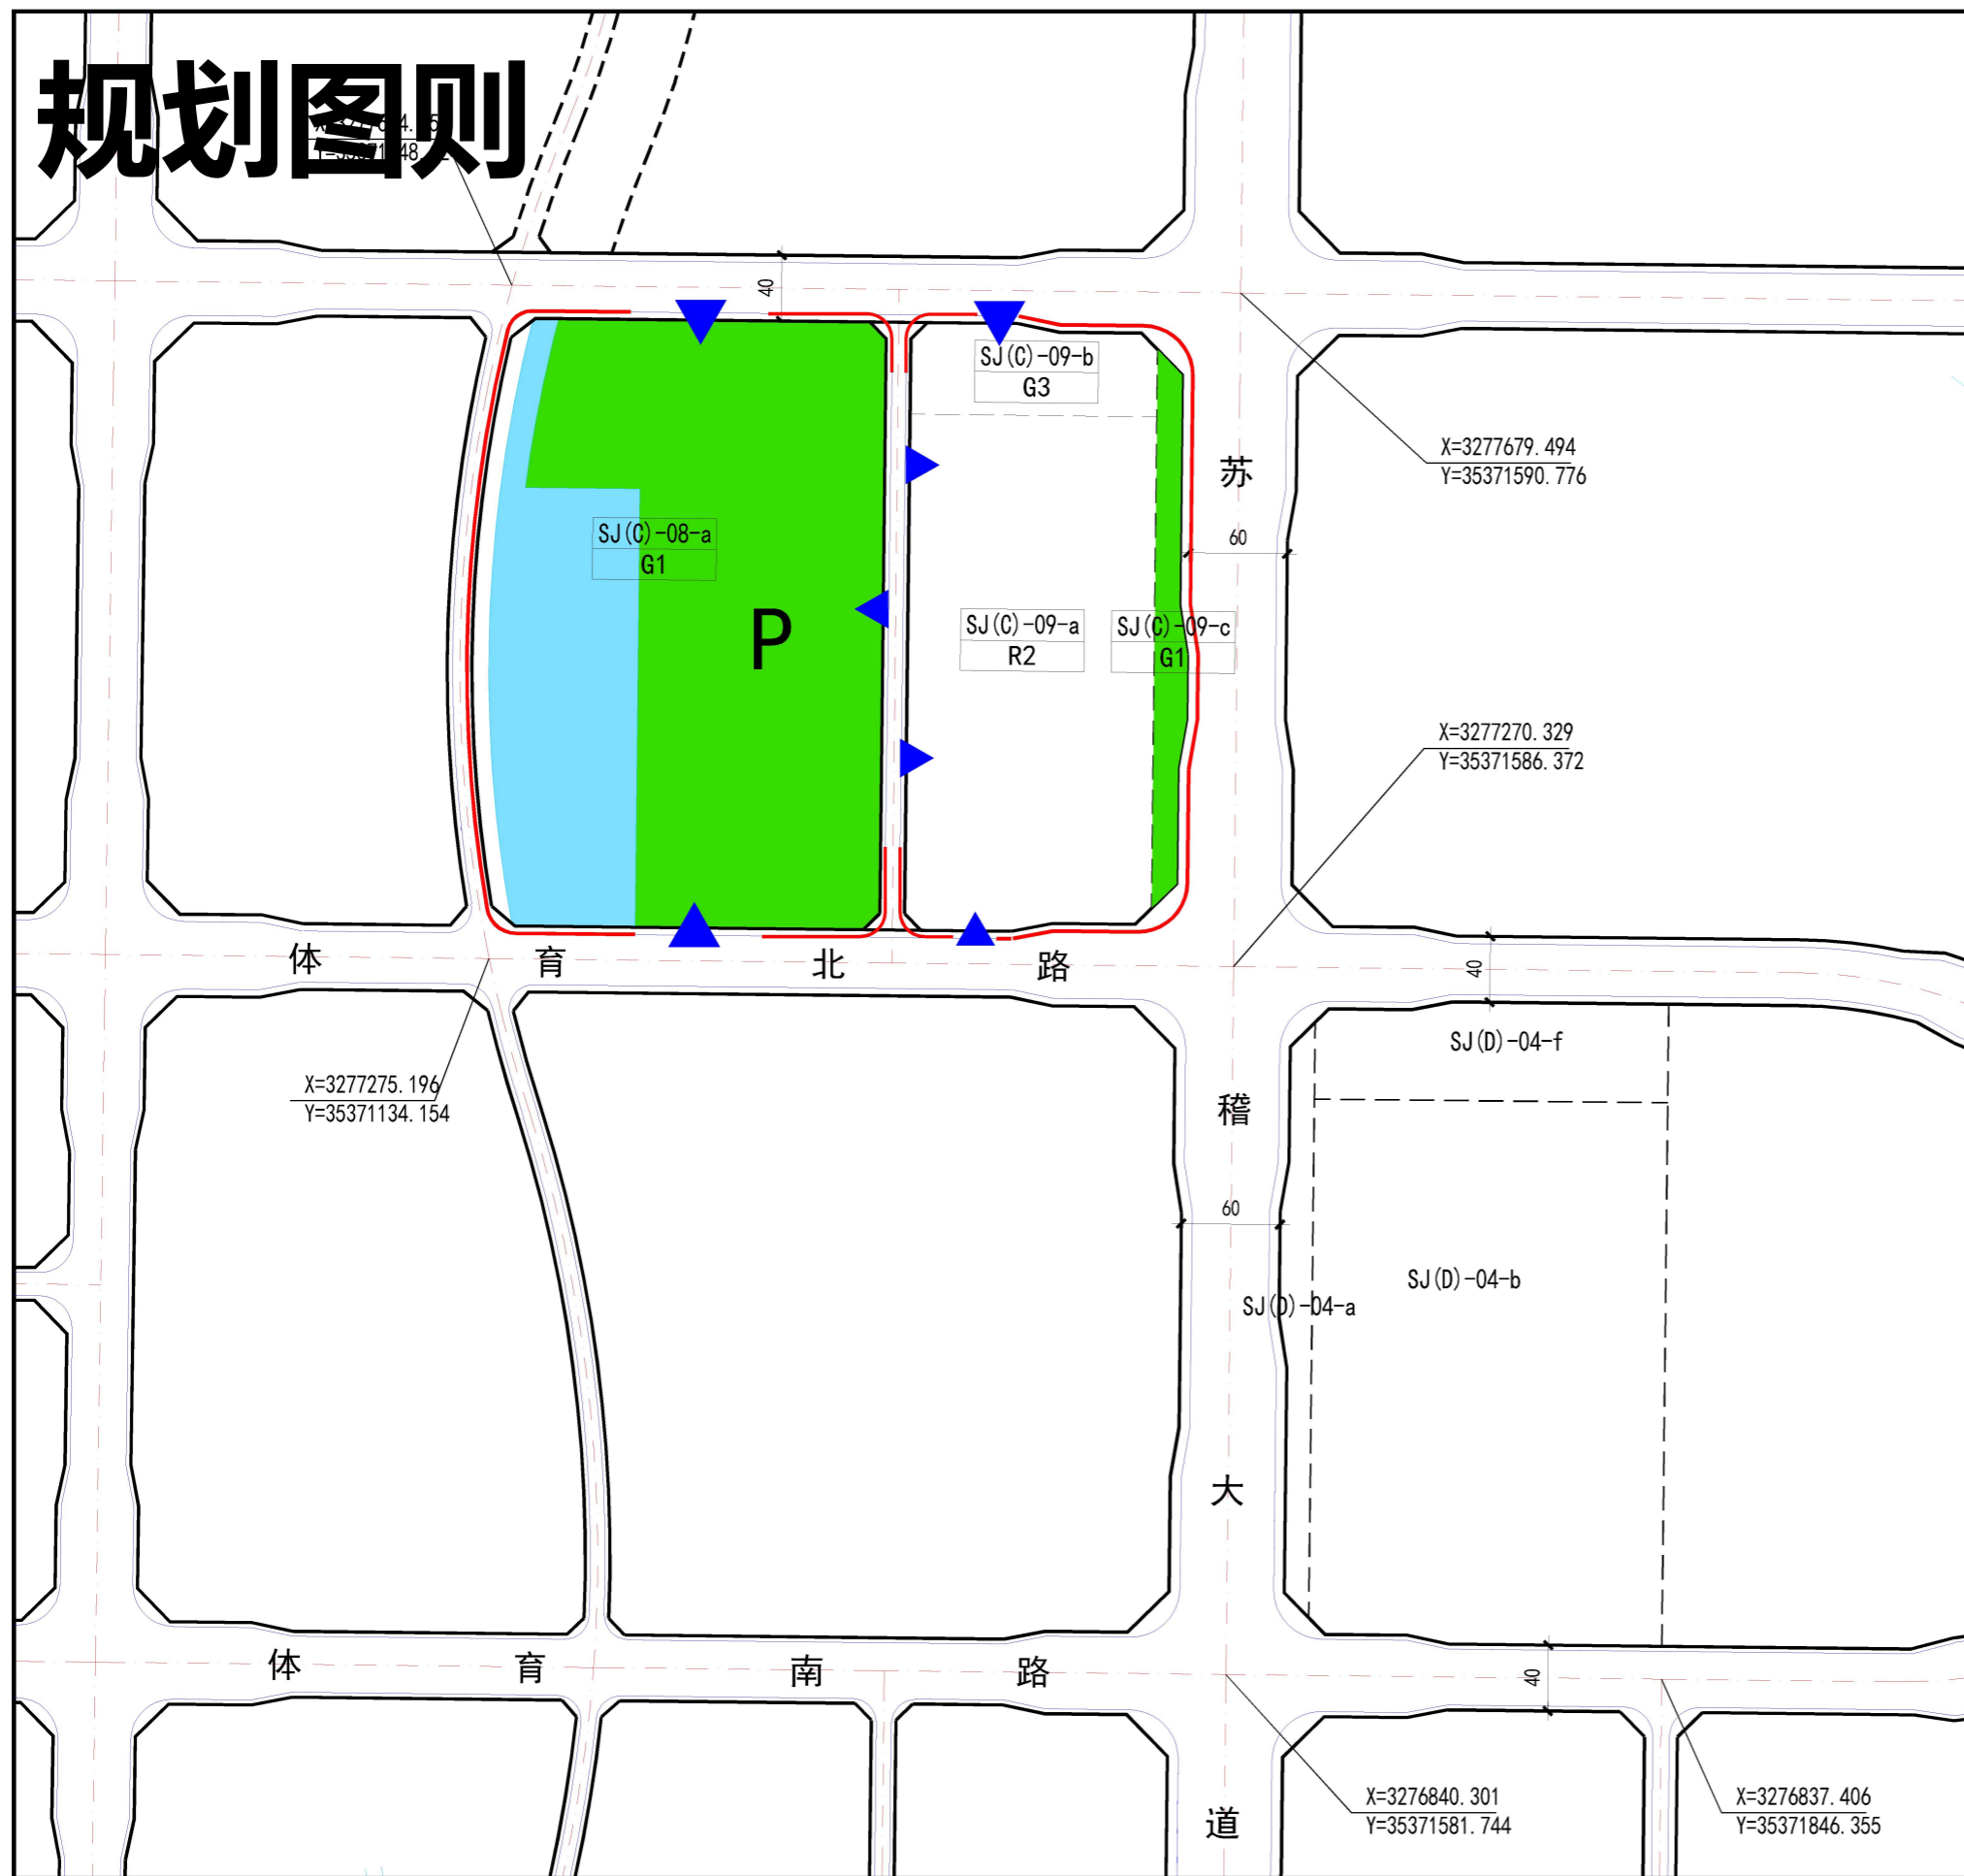 规划图则
40
SJ(C)-09-b
G3
苏
X=3277679.494
Y=35371590.776
60
SJ(C)-08-a
G1
P
SJ(C)-09-a
R2
SJ(C)-09-c
G1
X=3277270.329
Y=35371586.372
体育北路
40
SJ(D)-04-f
X=3277275.196
Y=35371134.154
稽
60
SJ(D)-04-b
SJ(D)-04-a
大
体育南路
40
道
X=3276840.301
Y=35371581.744
X=3276837.406
Y=35371846.355